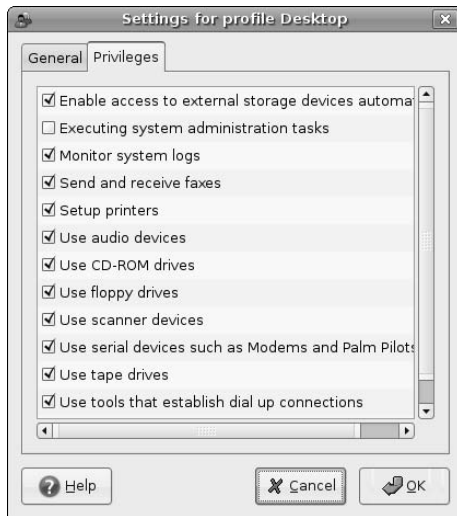 Settings for profile Desktop
General Privileges
Enable access to external storage devices automa
Executing system administration tasks
Monitor system logs
Send and receive faxes
Setup printers
Use audio devices
Use CD-ROM drives
Use floppy drives
Use scanner devices
Use serial devices such as Modems and Palm Pilots
Use tape drives
Use tools that establish dial up connections
Help Cancel OK